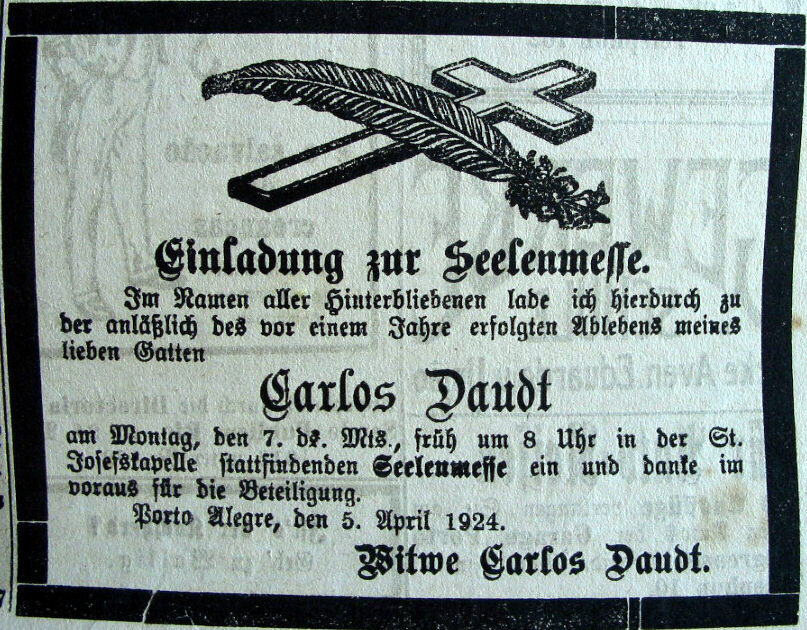 Einladung zur Seelenmesse.
Im Namen aller Hinterbliebenen lade ich hierdurch zu
der anläßlich des vor einem Jahre erfolgten Ablebens meines
lieben Gatten
Carlos Daudt
am Montag, den 7. ds. Mts., früh um 8 Uhr in der St.
Josefskapelle stattfindenden Seelenmesse ein und danke im
voraus für die Beteiligung.
Porto Alegre, den 5. April 1924.
Witwe Carlos Daudt.